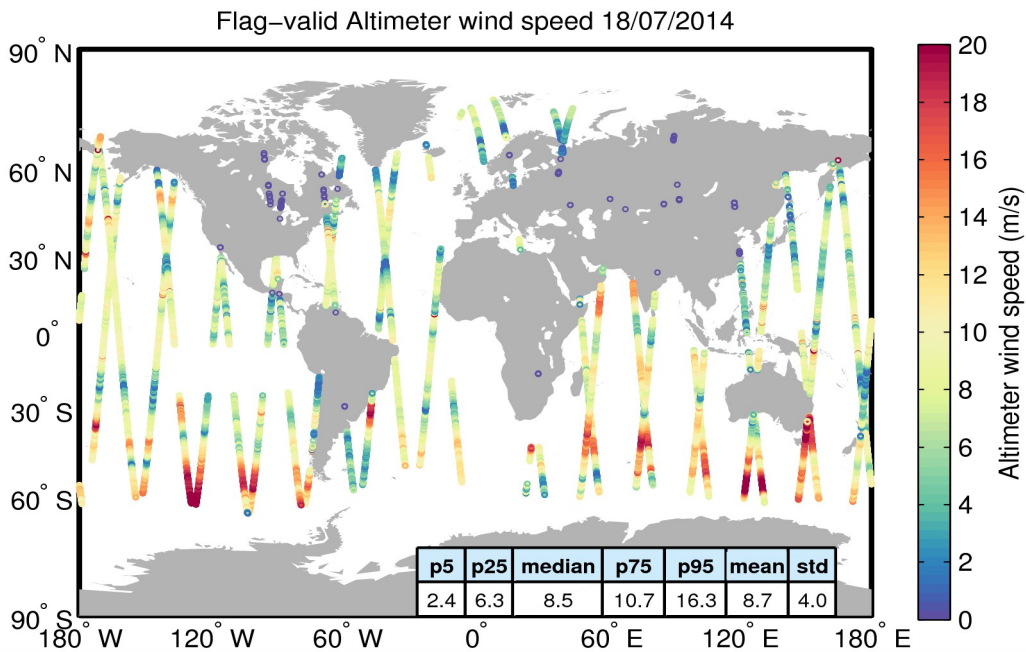 Flag−valid Altimeter wind speed 18/07/2014
90° N
60° N
30° N
0°
30° S
60° S
90° S
180° W
120° W
60° W
0°
60° E
120° E
180° E
p5 p25 median p75 p95 mean std
2.4 6.3 8.5 10.7 16.3 8.7 4.0
20
18
16
14
12
10
8
6
4
2
0
Altimeter wind speed (m/s)